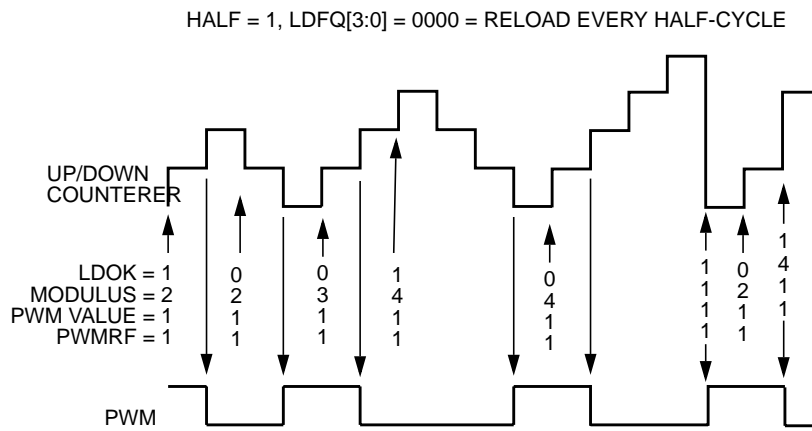 HALF = 1, LDFQ[3:0] = 0000 = RELOAD EVERY HALF-CYCLE
UP/DOWN
COUNTERER
LDOK = 1 0 0 1 0 1 0 1
MODULUS = 2 2 3 4 4 1 2 4
PWM VALUE = 1 1 1 1 1 1 1 1
PWMRF = 1 1 1 1 1 1 1 1
PWM